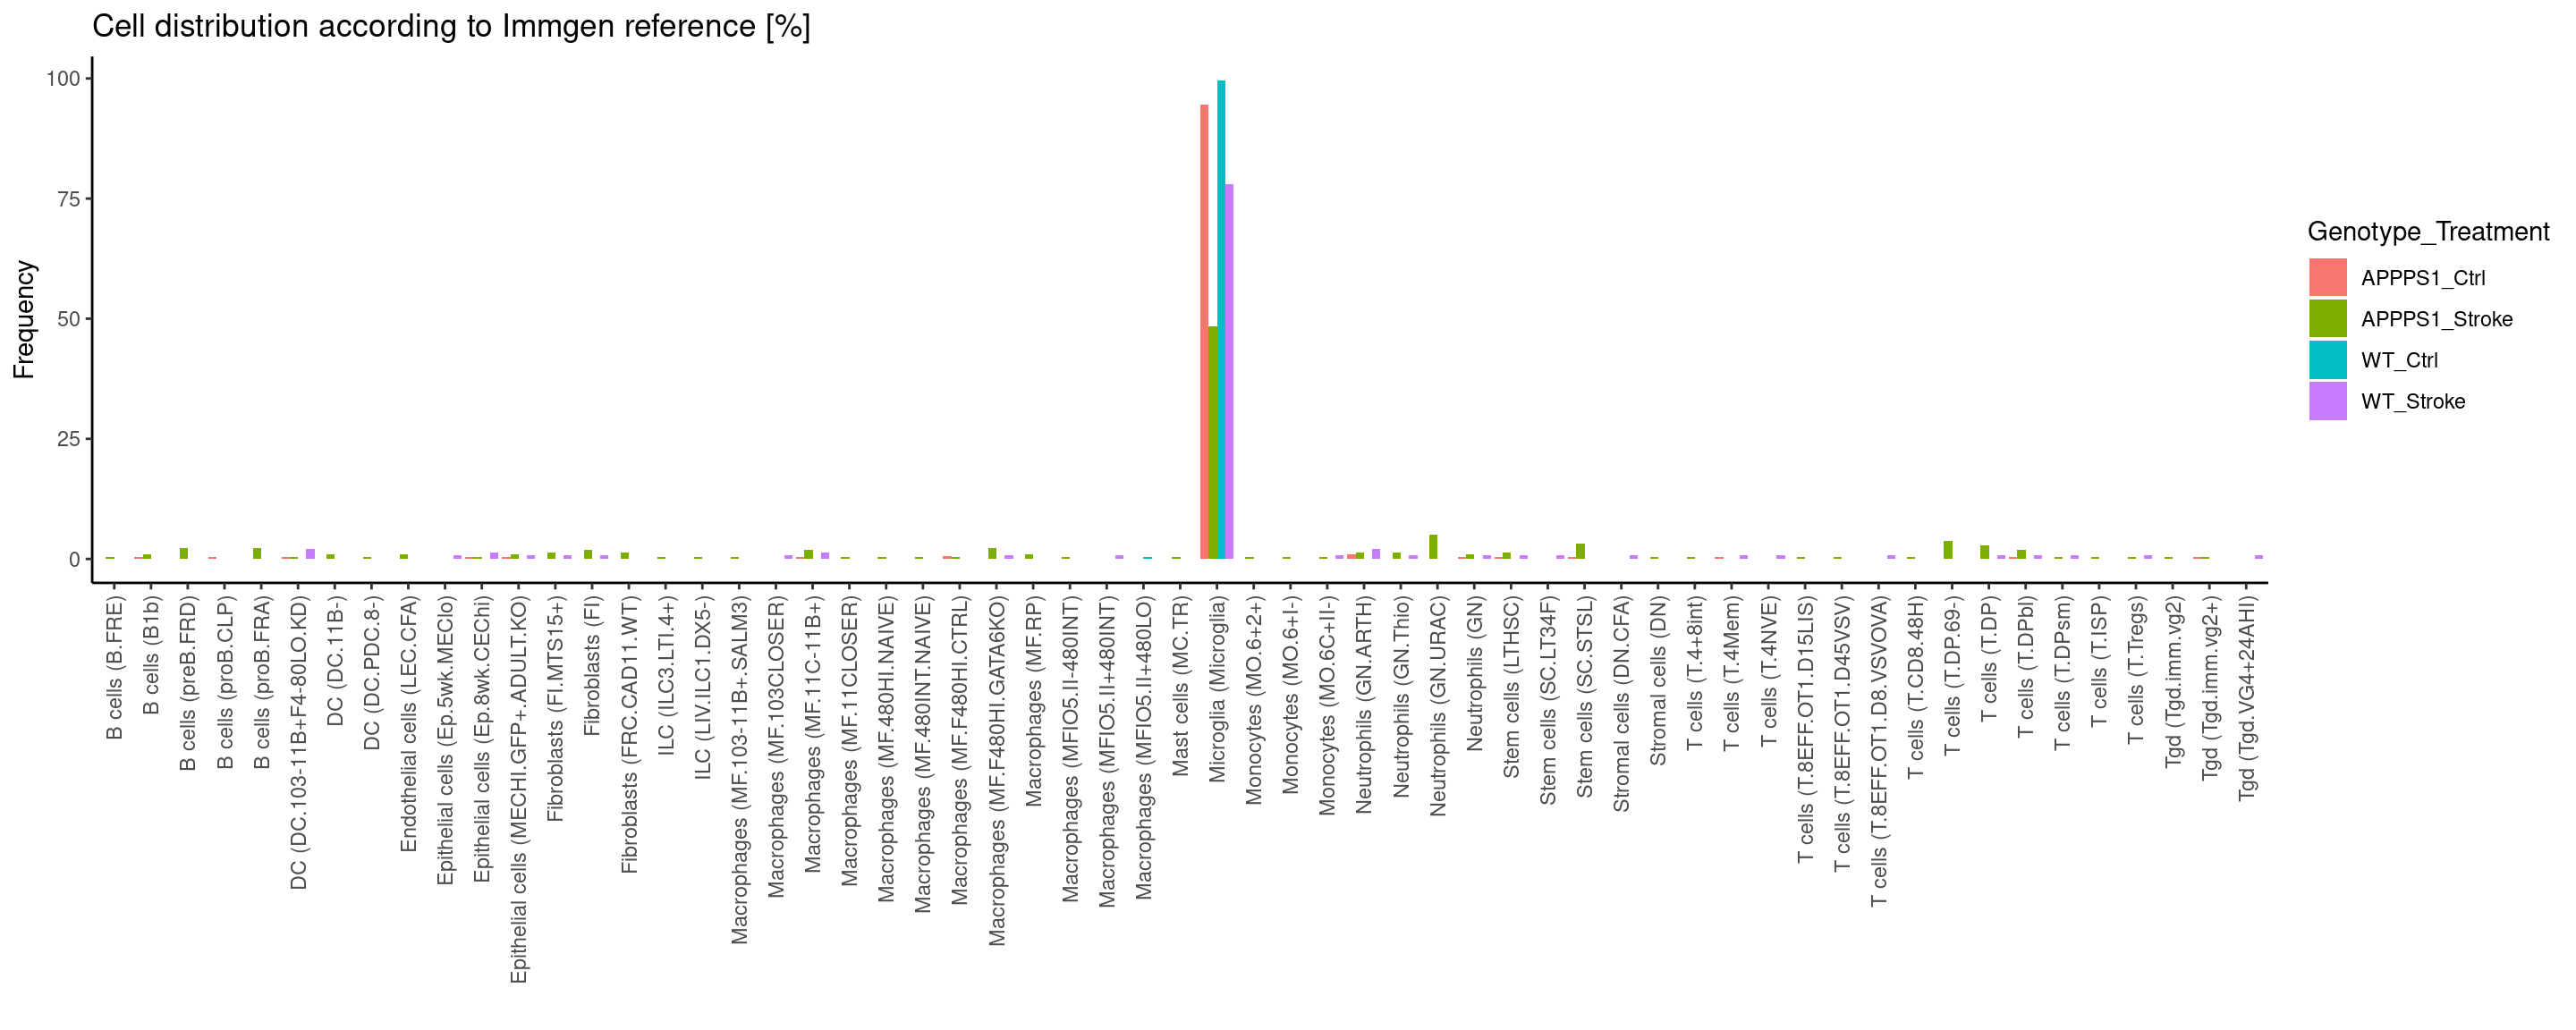 Cell distribution according to Immgen reference [%]
Frequency
100
75
50
25
0
B cells (B.FRE)
B cells (B1b)
B cells (preB.FRD)
B cells (proB.CLP)
B cells (proB.FRA)
DC (DC.103-11B+F4-80LO.KD)
DC (DC.11B-)
DC (DC.PDC.8-)
Endothelial cells (LEC.CFA)
Epithelial cells (Ep.5wk.MEClo)
Epithelial cells (Ep.8wk.CEChi)
Epithelial cells (MECHI.GFP+.ADULT.KO)
Fibroblasts (FI.MTS15+)
Fibroblasts (FI)
Fibroblasts (FRC.CAD11.WT)
ILC (ILC3.LTI.4+)
ILC (LIV.ILC1.DX5-)
Macrophages (MF.103-11B+.SALM3)
Macrophages (MF.103CLOSER)
Macrophages (MF.11C-11B+)
Macrophages (MF.11CLOSER)
Macrophages (MF.480HI.NAIVE)
Macrophages (MF.480INT.NAIVE)
Macrophages (MF.F480HI.CTRL)
Macrophages (MF.F480HI.GATA6KO)
Macrophages (MF.RP)
Macrophages (MFIO5.II-480INT)
Macrophages (MFIO5.II+480INT)
Macrophages (MFIO5.II+480LO)
Mast cells (MC.TR)
Microglia (Microglia)
Monocytes (MO.6+2+)
Monocytes (MO.6+I-)
Monocytes (MO.6C+II-)
Neutrophils (GN.ARTH)
Neutrophils (GN.Thio)
Neutrophils (GN.URAC)
Neutrophils (GN)
Stem cells (LTHSC)
Stem cells (SC.LT34F)
Stem cells (SC.STSL)
Stromal cells (DN.CFA)
Stromal cells (DN)
T cells (T.4+8int)
T cells (T.4Mem)
T cells (T.4NVE)
T cells (T.8EFF.OT1.D15LIS)
T cells (T.8EFF.OT1.D45VSV)
T cells (T.8EFF.OT1.D8.VSVOVA)
T cells (T.CD8.48H)
T cells (T.DP.69-)
T cells (T.DP)
T cells (T.DPbl)
T cells (T.DPsm)
T cells (T.ISP)
T cells (T.Tregs)
Tgd (Tgd.imm.vg2)
Tgd (Tgd.imm.vg2+)
Tgd (Tgd.VG4+24AHI)
Genotype_Treatment
APPPS1_Ctrl
APPPS1_Stroke
WT_Ctrl
WT_Stroke